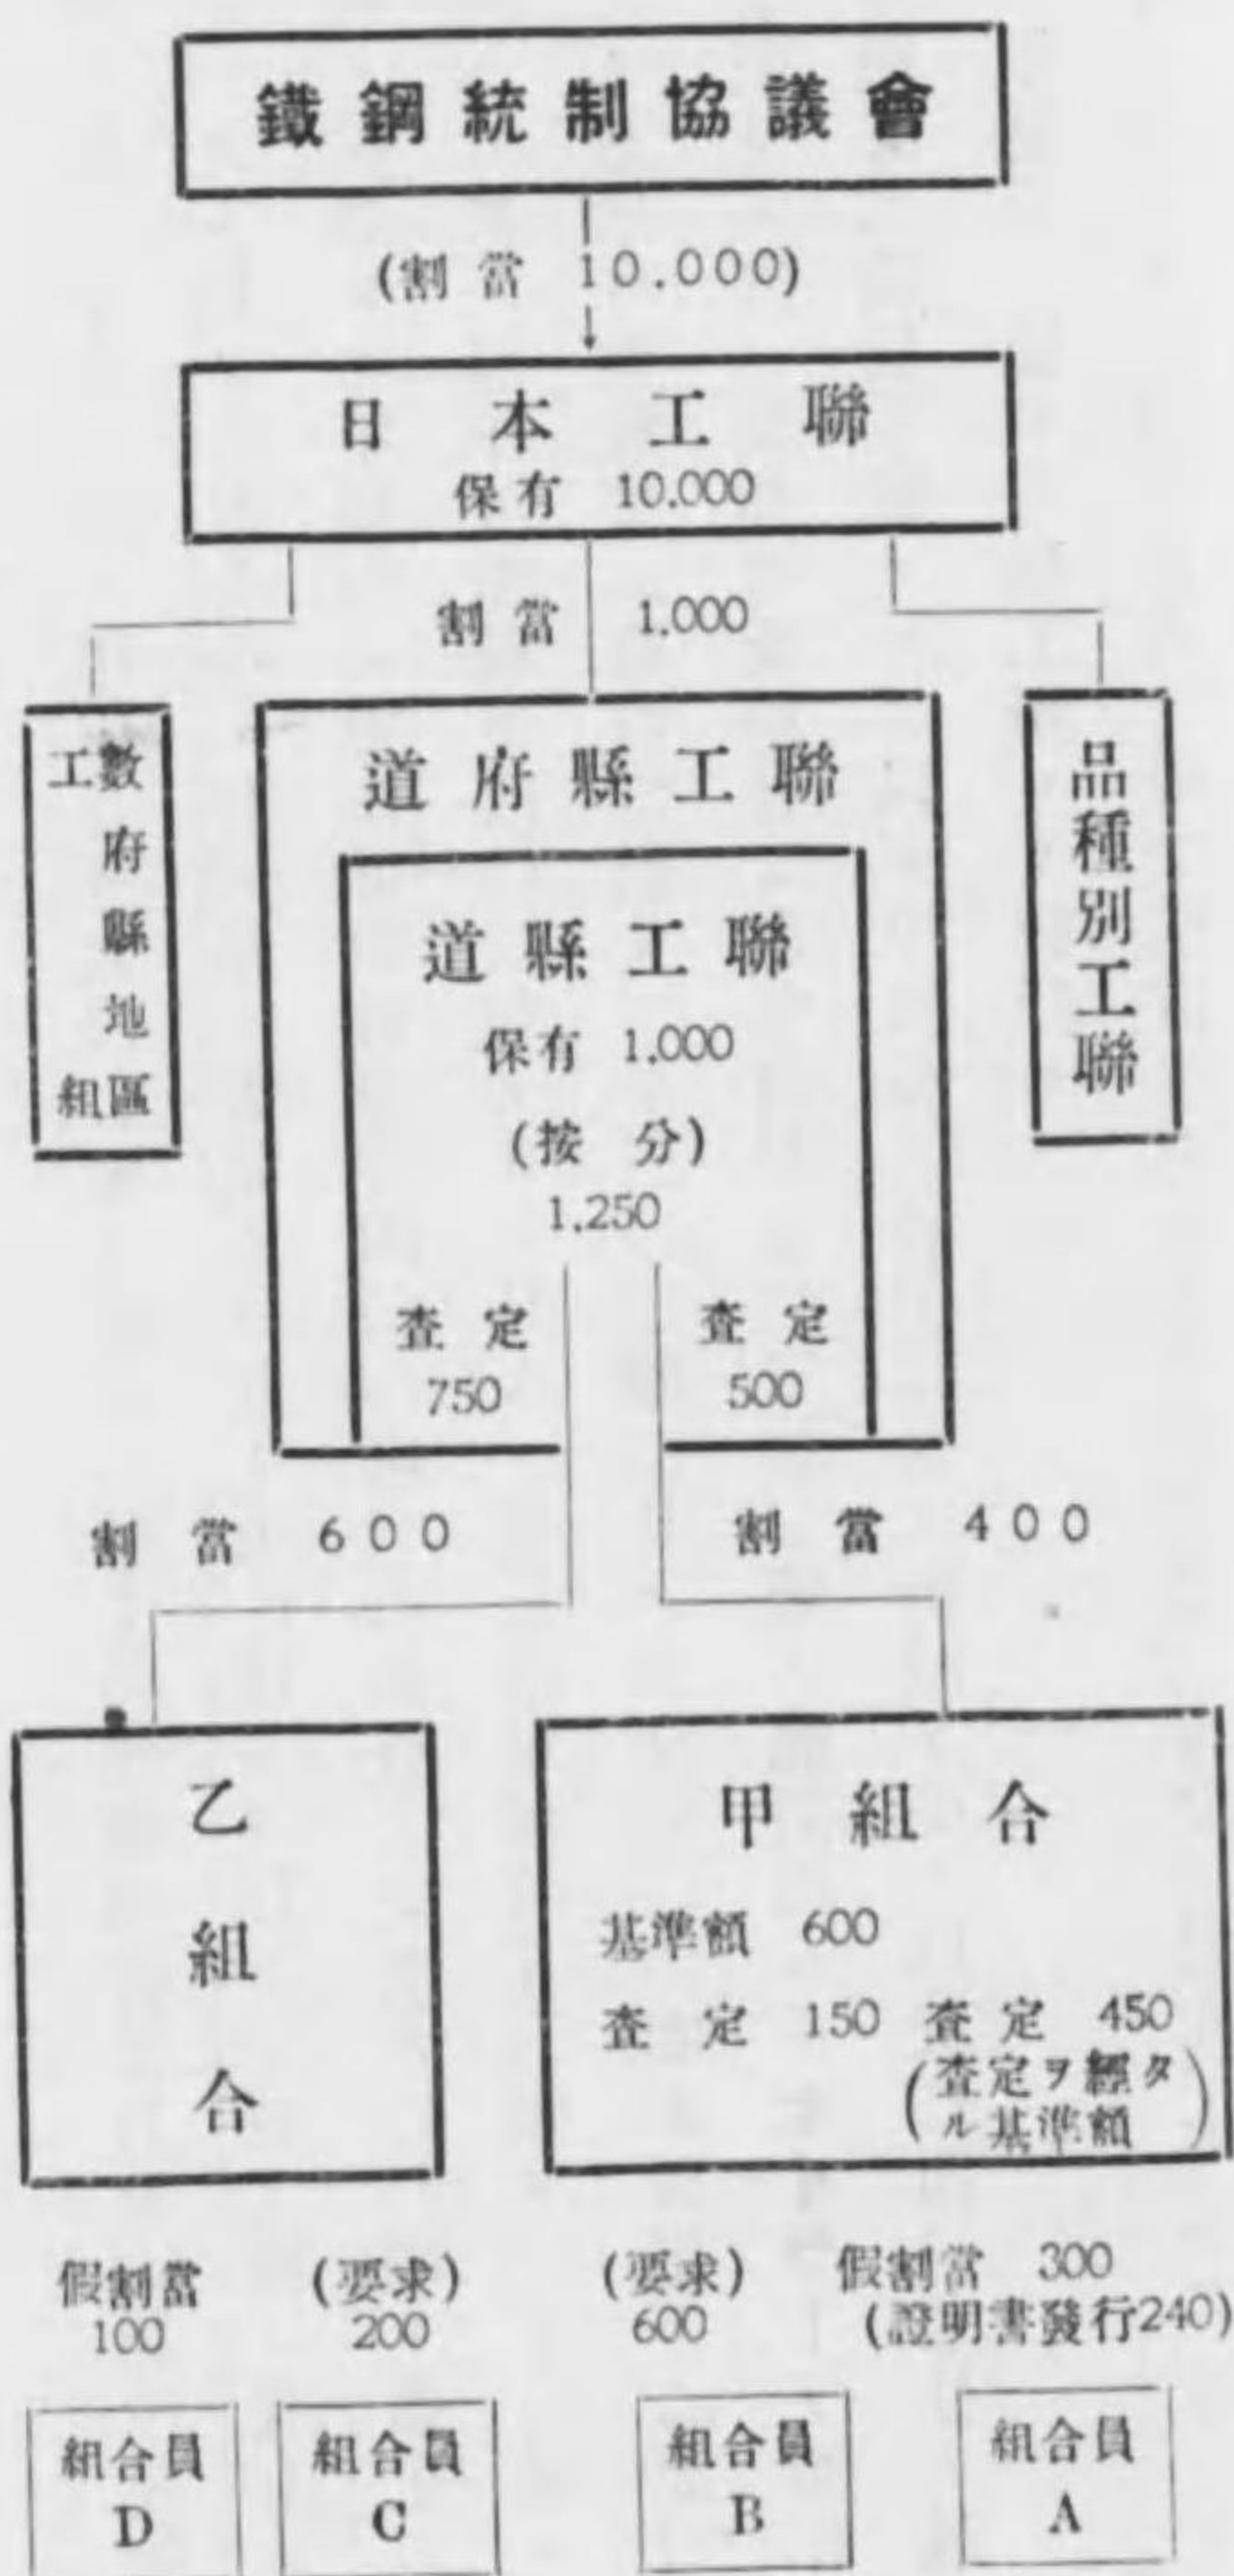 鐵鋼統制協議會
(割當 10.000)
日本工聯
保有 10.000
割當 1.000
數府縣地區
工組
道府縣工聯
道縣工聯
保有 1.000
(按分)
1.250
査定
750
査定
500
品種別工聯
割當 600
割當 400
乙組合
甲組合
基準額 600
査定 150 査定 450
(査定ヲ經タ
ル基準額)
假割當
100
(要求)
200
(要求)
600
假割當 300
(證明書發行240)
組合員
D
組合員
C
組合員
B
組合員
A